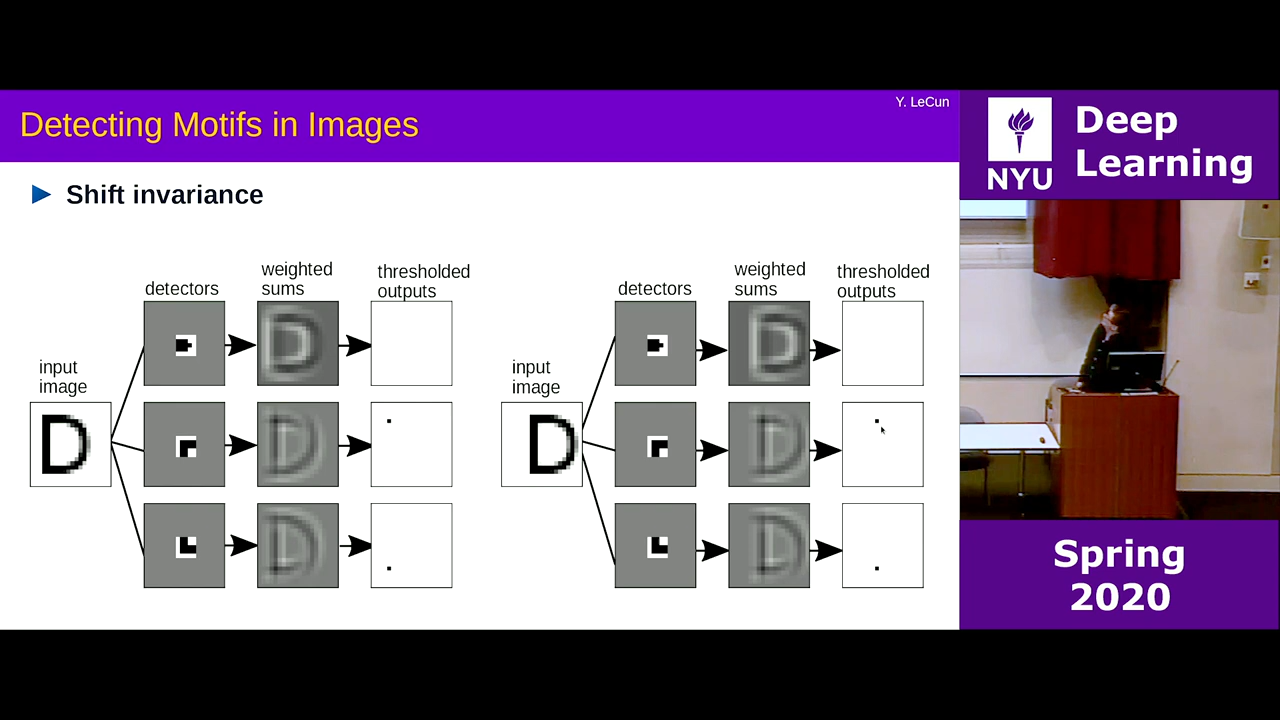 Y. LeCun
Detecting Motifs in Images
Shift invariance
detectors
weighted
sums
thresholded
outputs
input
image
detectors
weighted
sums
thresholded
outputs
input
image
NYU
Deep
Learning
Spring
2020